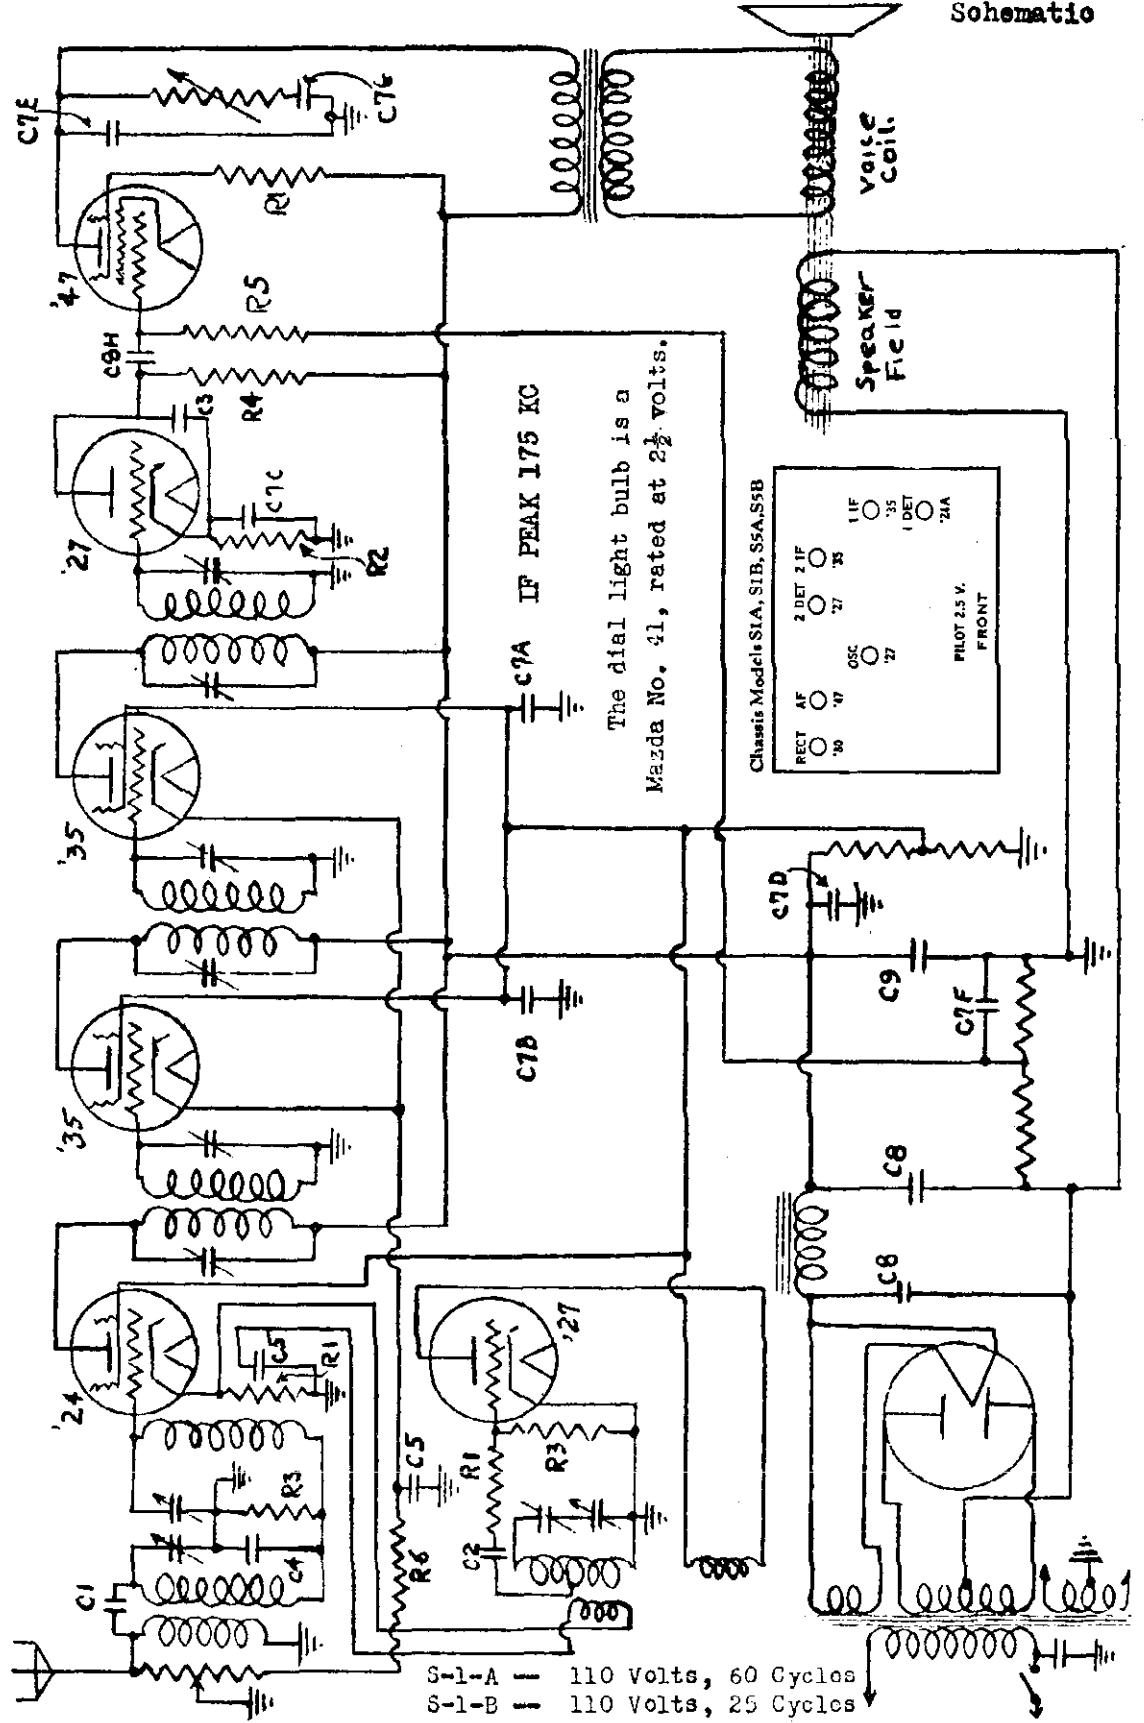 Schematic
C7E
C7G
R1
'47
R5
C8H
R4
C3
'27
C7C
R2
IF PEAK 175 KC
The dial light bulb is a
Mazda No. 41, rated at 2½ volts.
Voice
Coil.
Speaker
Field
Chassis Models S1A, S1B, S5A, S5B
RECT
'80
AF
'47
OSC
'27
2 DET
'27
2 IF
'35
1 IF
'35
1 DET
'24A
PILOT 2.5 V.
FRONT
C7A
'35
C7B
'35
C7D
C9
C7F
C8
C8
'24
C5
R1
'27
R3
C5
R1
R3
C4
C1
R6
C2
S-1-A — 110 Volts, 60 Cycles
S-1-B — 110 Volts, 25 Cycles